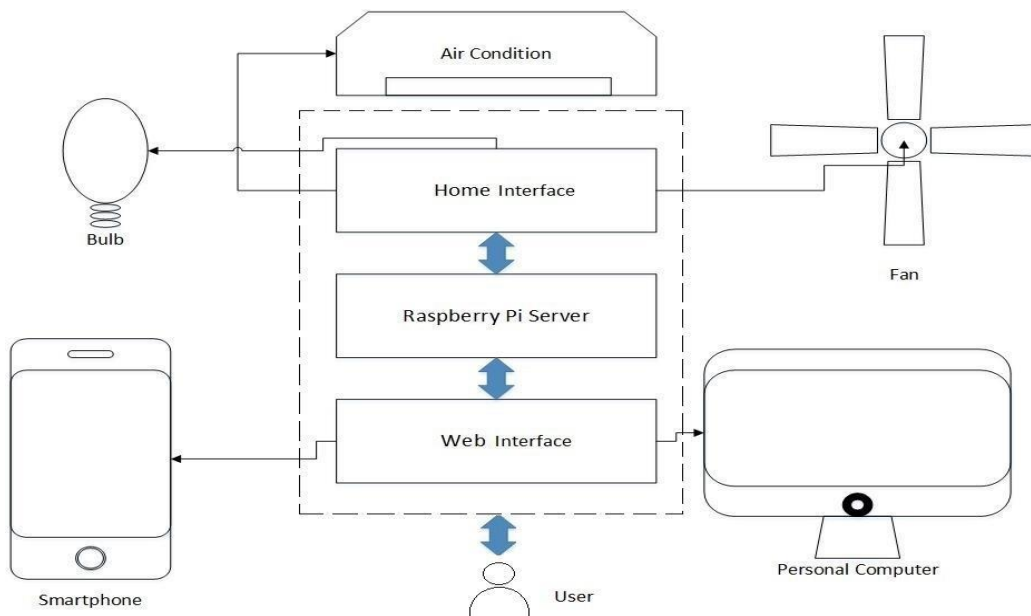 Air Condition
Home Interface
Bulb
Fan
Raspberry Pi Server
Web Interface
Personal Computer
Smartphone
User